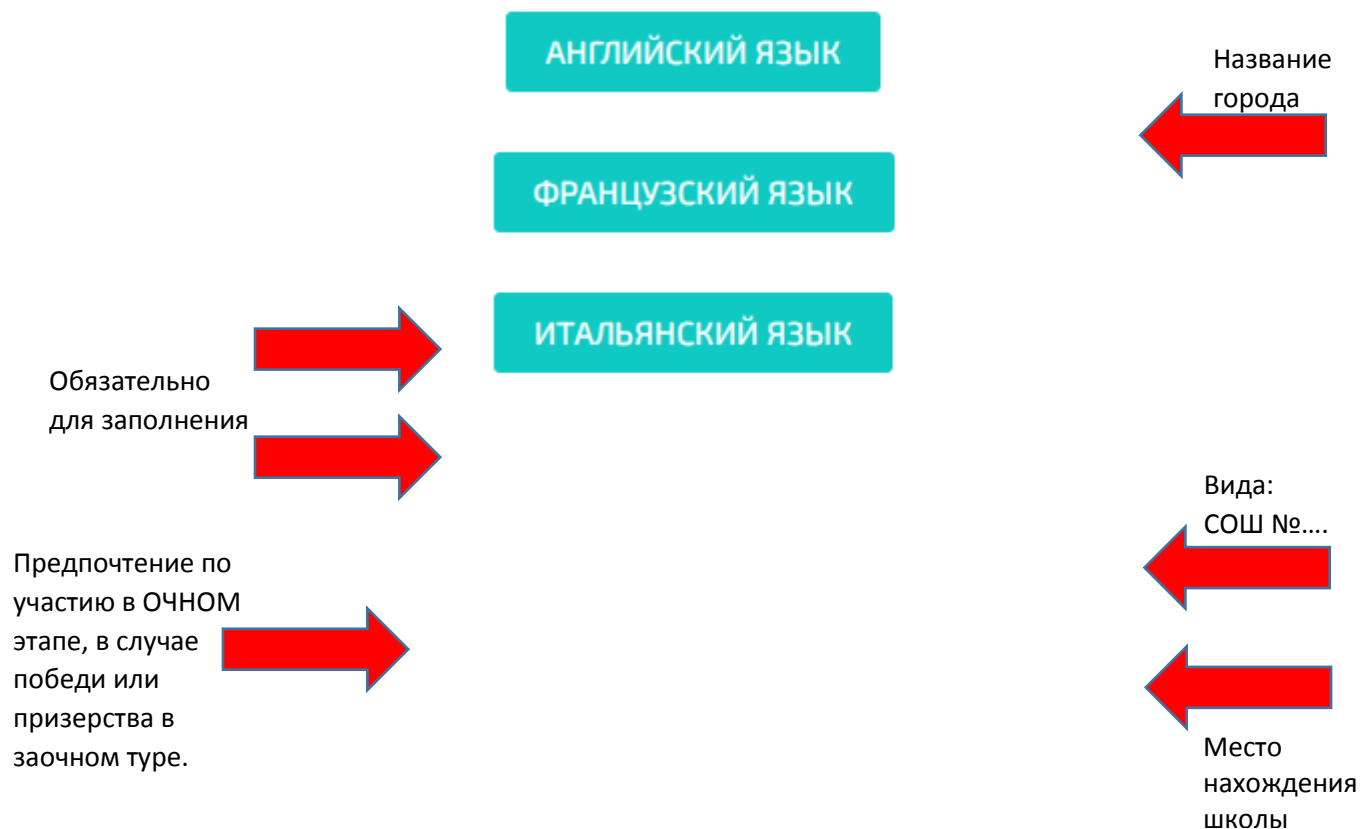 АНГЛИЙСКИЙ ЯЗЫК
Название
города
ФРАНЦУЗСКИЙ ЯЗЫК
ИТАЛЬЯНСКИЙ ЯЗЫК
Обязательно
для заполнения
Вида:
СОШ №....
Предпочтение по
участию в ОЧНОМ
этапе, в случае
победи или
призерства в
заочном туре.
Место
нахождения
школы